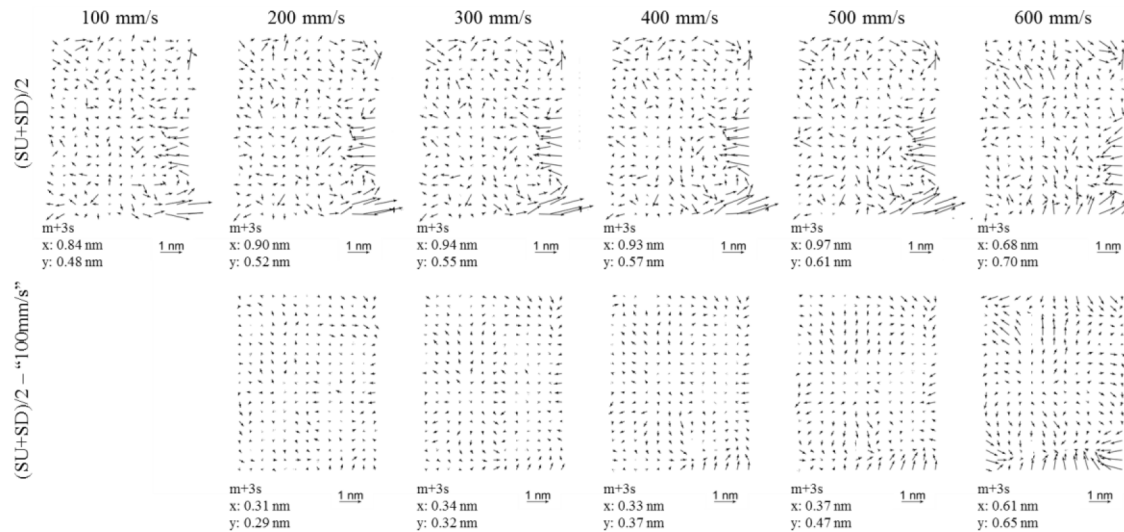 100 mm/s 200 mm/s 300 mm/s 400 mm/s 500 mm/s 600 mm/s
(SU+SD)/2
m+3s
x: 0.84 nm
y: 0.48 nm
1 nm
m+3s
x: 0.90 nm
y: 0.52 nm
1 nm
m+3s
x: 0.94 nm
y: 0.55 nm
1 nm
m+3s
x: 0.93 nm
y: 0.57 nm
1 nm
m+3s
x: 0.97 nm
y: 0.61 nm
1 nm
m+3s
x: 0.68 nm
y: 0.70 nm
1 nm
(SU+SD)/2 – “100mm/s”
m+3s
x: 0.31 nm
y: 0.29 nm
1 nm
m+3s
x: 0.34 nm
y: 0.32 nm
1 nm
m+3s
x: 0.33 nm
y: 0.37 nm
1 nm
m+3s
x: 0.37 nm
y: 0.47 nm
1 nm
m+3s
x: 0.61 nm
y: 0.65 nm
1 nm